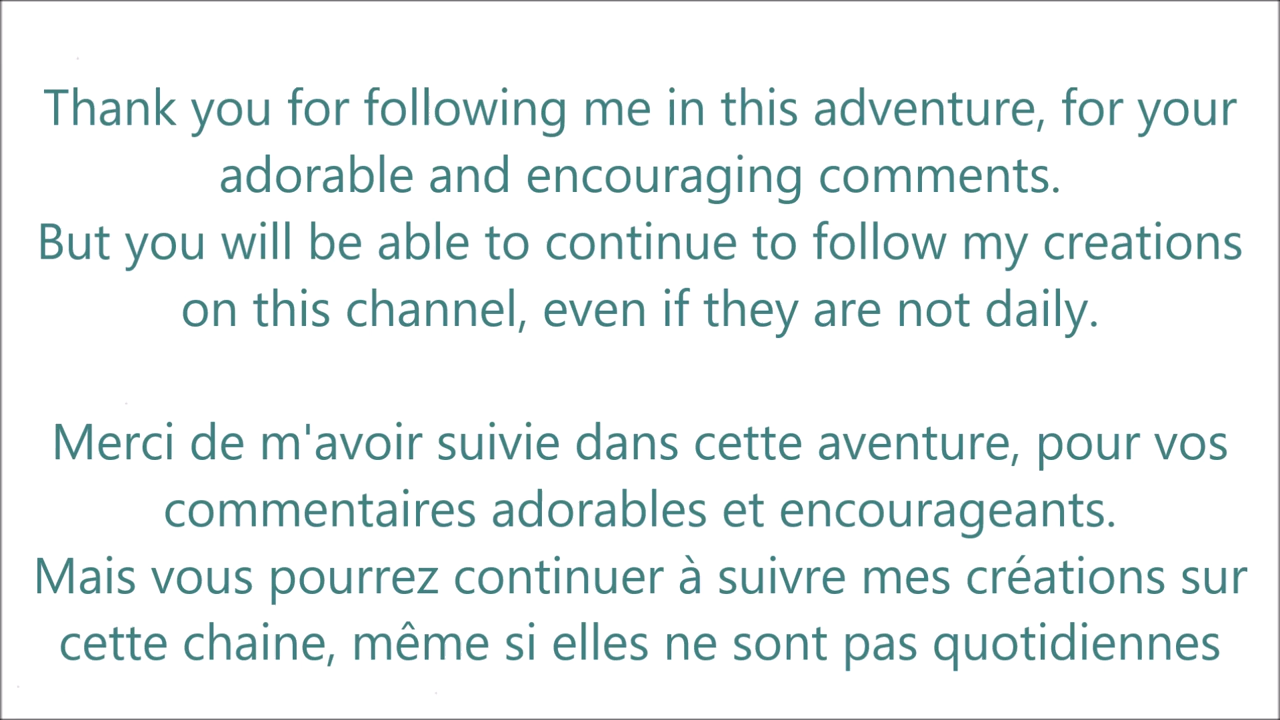 Thank you for following me in this adventure, for your
adorable and encouraging comments.
But you will be able to continue to follow my creations
on this channel, even if they are not daily.
Merci de m'avoir suivie dans cette aventure, pour vos
commentaires adorables et encourageants.
Mais vous pourrez continuer à suivre mes créations sur
cette chaine, même si elles ne sont pas quotidiennes